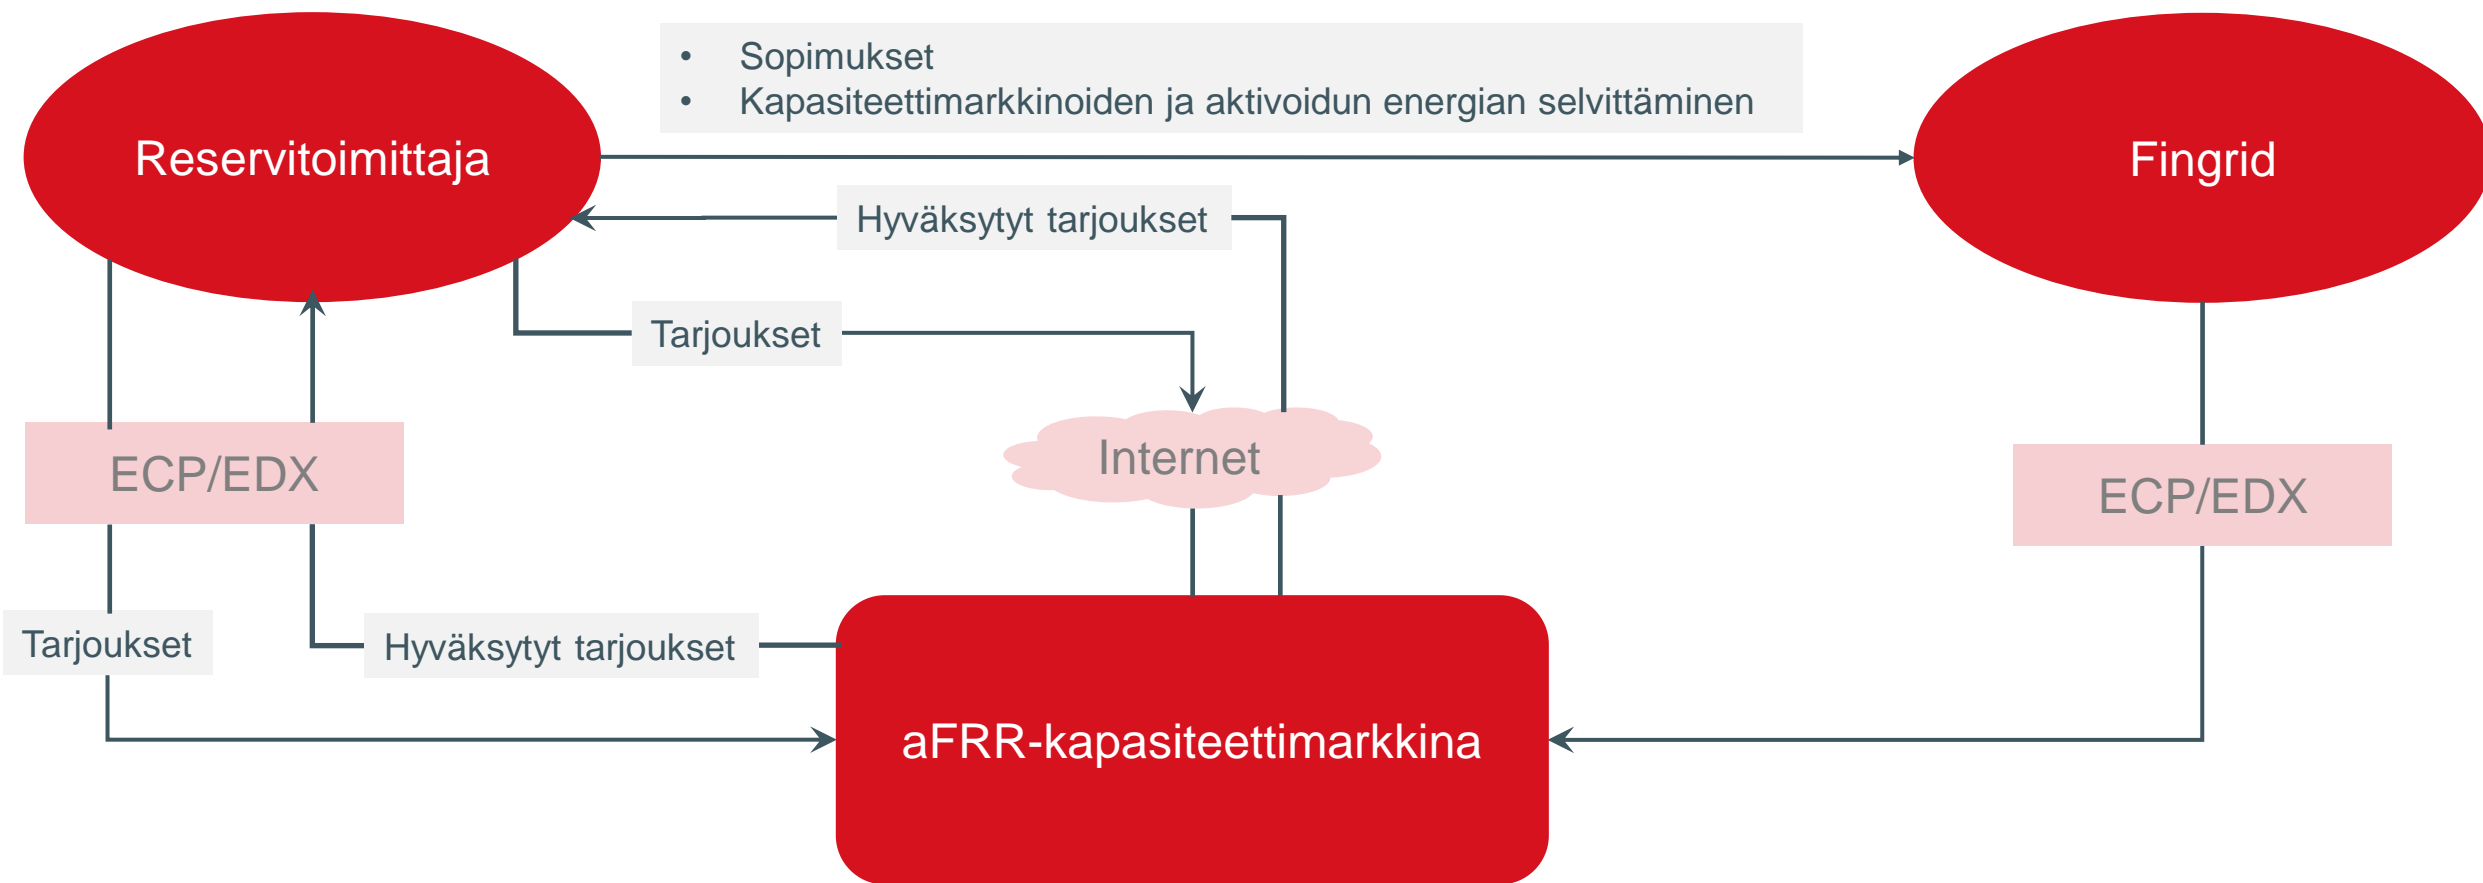 • Sopimukset
• Kapasiteettimarkkinoiden ja aktivoidun energian selvittäminen
Reservitoimittaja
Fingrid
Hyväksytyt tarjoukset
Tarjoukset
Internet
ECP/EDX
ECP/EDX
Tarjoukset
Hyväksytyt tarjoukset
aFRR-kapasiteettimarkkina